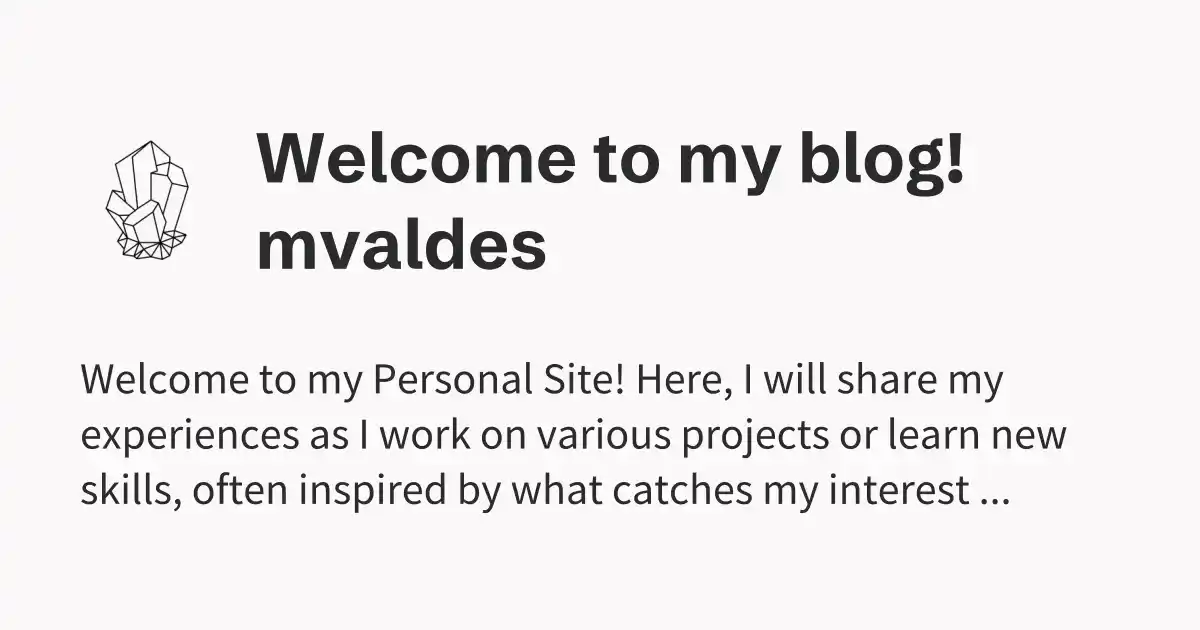 Welcome to my blog!
mvaldes
Welcome to my Personal Site! Here, I will share my
experiences as I work on various projects or learn new
skills, often inspired by what catches my interest ...